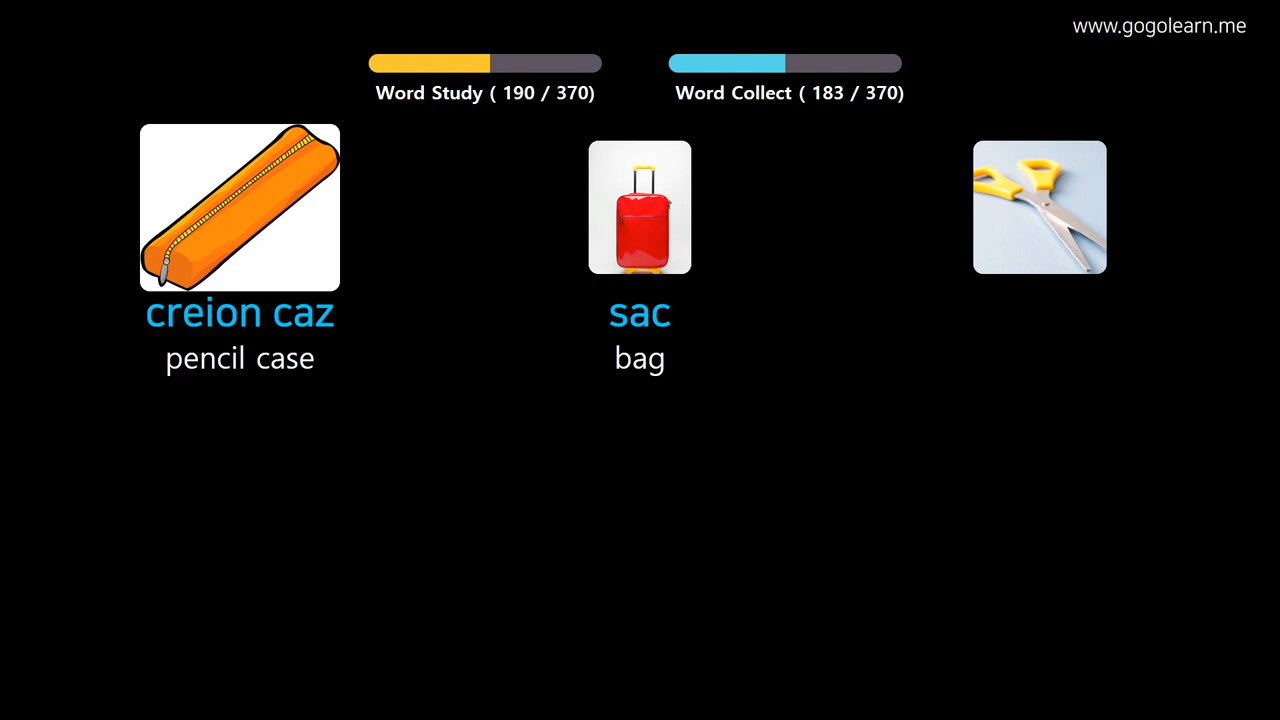 www.gogolearn.me
Word Study ( 190 / 370)
Word Collect ( 183 / 370)
creion caz
pencil case
sac
bag